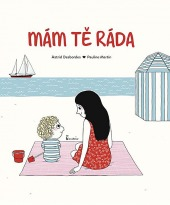 MÁM TĚ RÁDA
Astrid Desbordes ♥ Pauline Martin